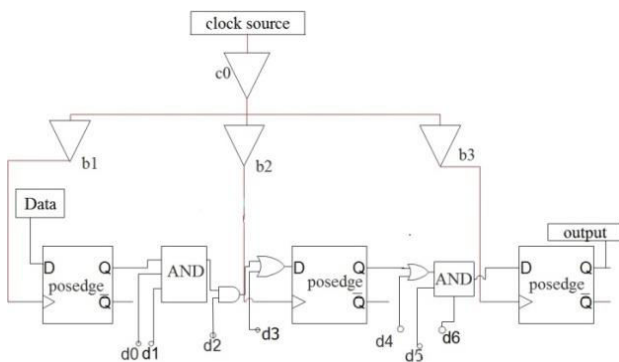 clock source
c0
b1
b2
b3
Data
output
D Q
posedge
Q
AND
D Q
posedge
Q
AND
D Q
posedge
Q
d0 d1 d2 d3 d4 d5 d6